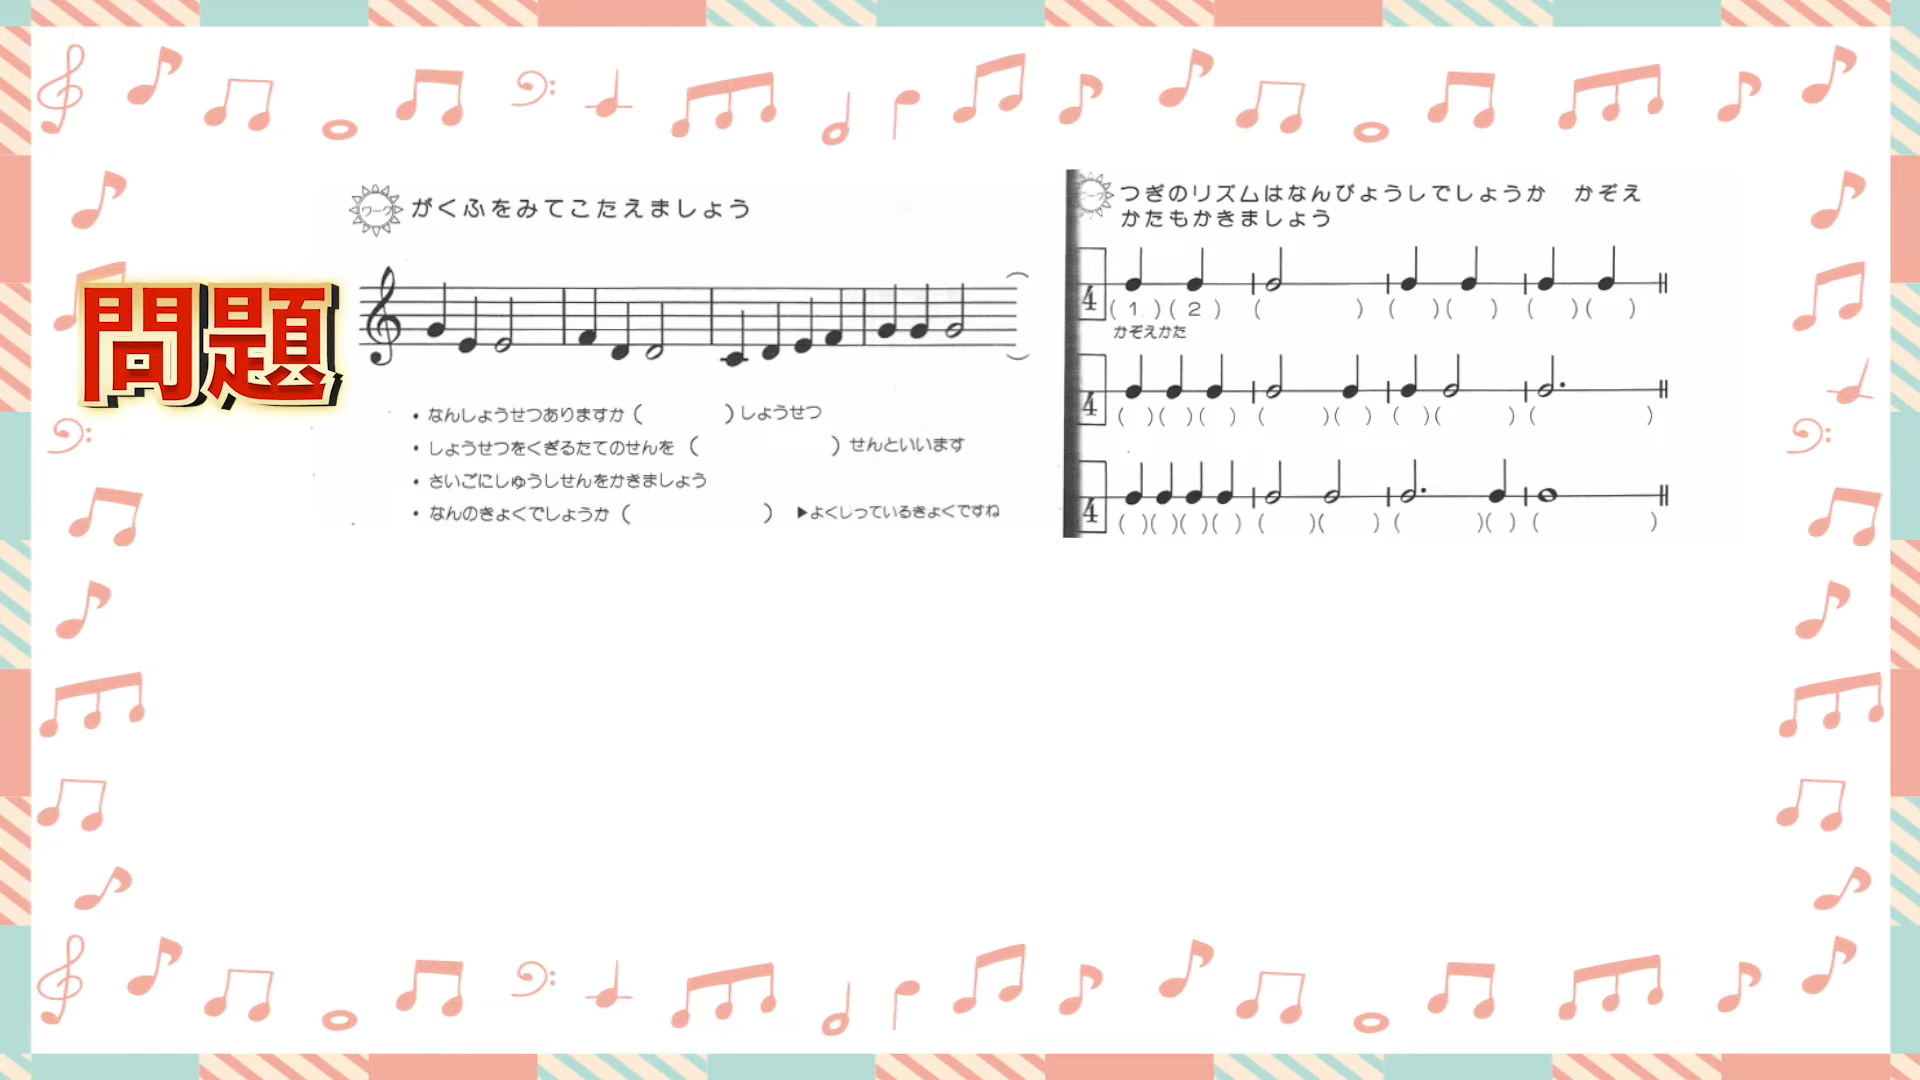 問題
ワーク がくふをみてこたえましょう
・なんしょうせつありますか（　　　）しょうせつ
・しょうせつをくぎるたてのせんを（　　　）せんといいます
・さいごにしゅうしせんをかきましょう
・なんのきょくでしょうか（　　　） ▶よくしっているきょくですね
ワーク つぎのリズムはなんびょうしでしょうか　かぞえ
かたもかきましょう
4 (1)(2)(　)(　)(　)(　)(　)
かぞえかた
4 (　)(　)(　)(　)(　)(　)(　)(　)
4 (　)(　)(　)(　)(　)(　)(　)(　)(　)